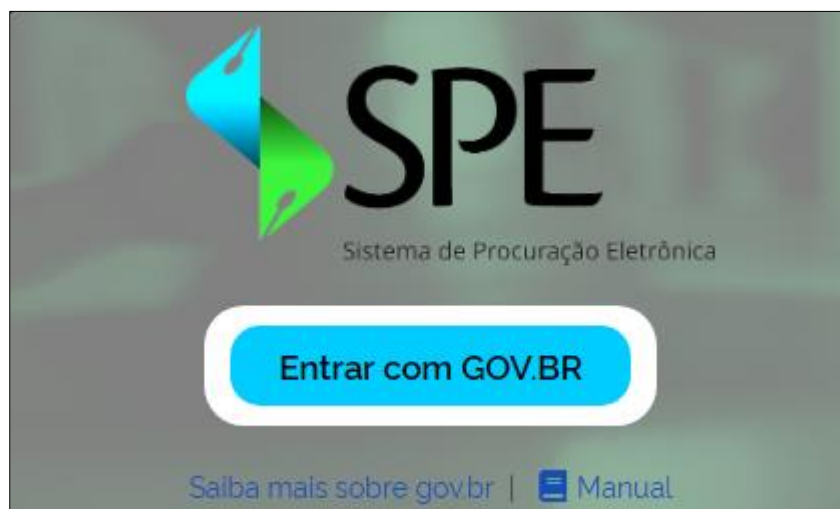 SPE
Sistema de Procuração Eletrônica
Entrar com GOV.BR
Saiba mais sobre gov.br | Manual